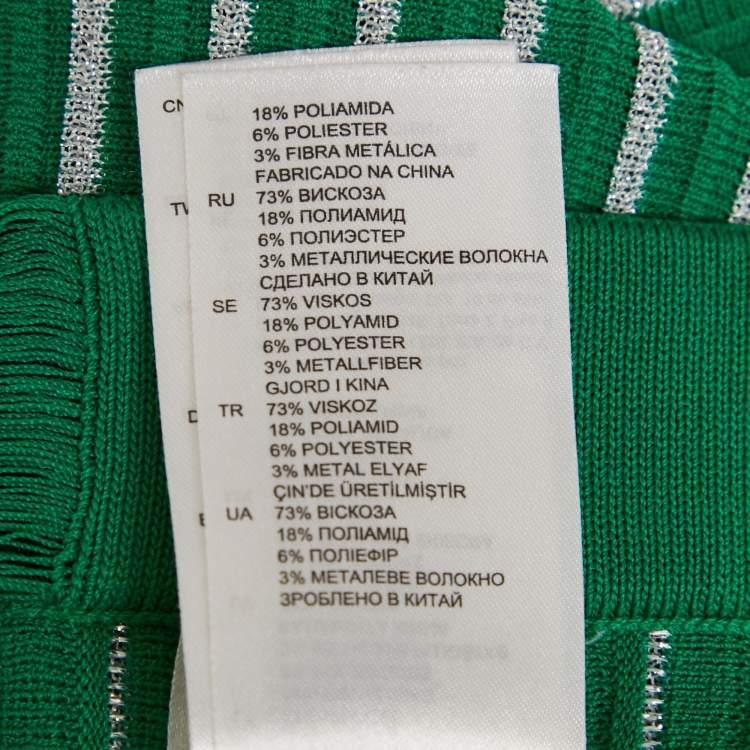 CN
18% POLIAMIDA
6% POLIESTER
3% FIBRA METÁLICA
FABRICADO NA CHINA
RU 73% ВИСКОЗА
18% ПОЛИАМИД
6% ПОЛИЭСТЕР
3% МЕТАЛЛИЧЕСКИЕ ВОЛОКНА
СДЕЛАНО В КИТАЙ
SE 73% VISKOS
18% POLYAMID
6% POLYESTER
3% METALLFIBER
GJORD I KINA
TR 73% VISKOZ
18% POLIAMID
6% POLYESTER
3% METAL ELYAF
ÇIN'DE ÜRETİLMİŞTİR
UA 73% ВІСКОЗА
18% ПОЛІАМІД
6% ПОЛІЕФІР
3% МЕТАЛЕВЕ ВОЛОКНО
ЗРОБЛЕНО В КИТАЙ